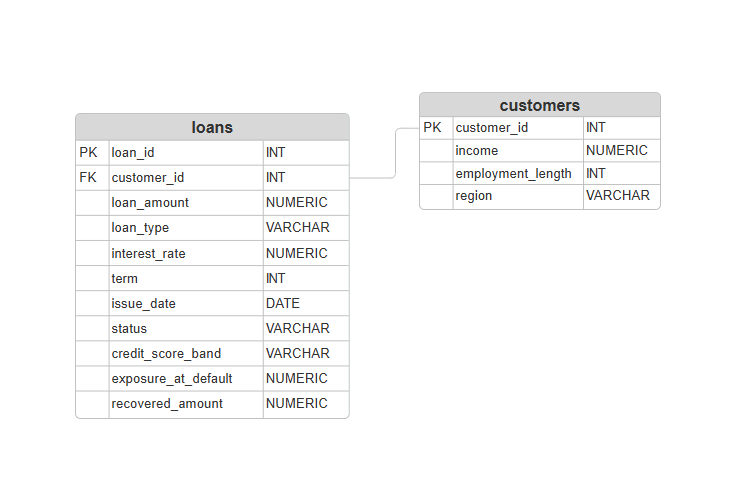 loans
PK loan_id INT
FK customer_id INT
loan_amount NUMERIC
loan_type VARCHAR
interest_rate NUMERIC
term INT
issue_date DATE
status VARCHAR
credit_score_band VARCHAR
exposure_at_default NUMERIC
recovered_amount NUMERIC
customers
PK customer_id INT
income NUMERIC
employment_length INT
region VARCHAR